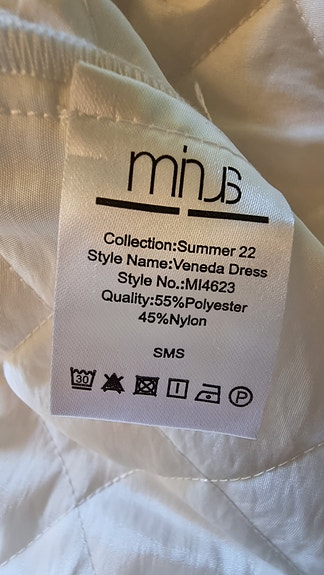 minus
Collection:Summer 22
Style Name:Veneda Dress
Style No.:MI4623
Quality:55%Polyester
45%Nylon
SMS
30 P